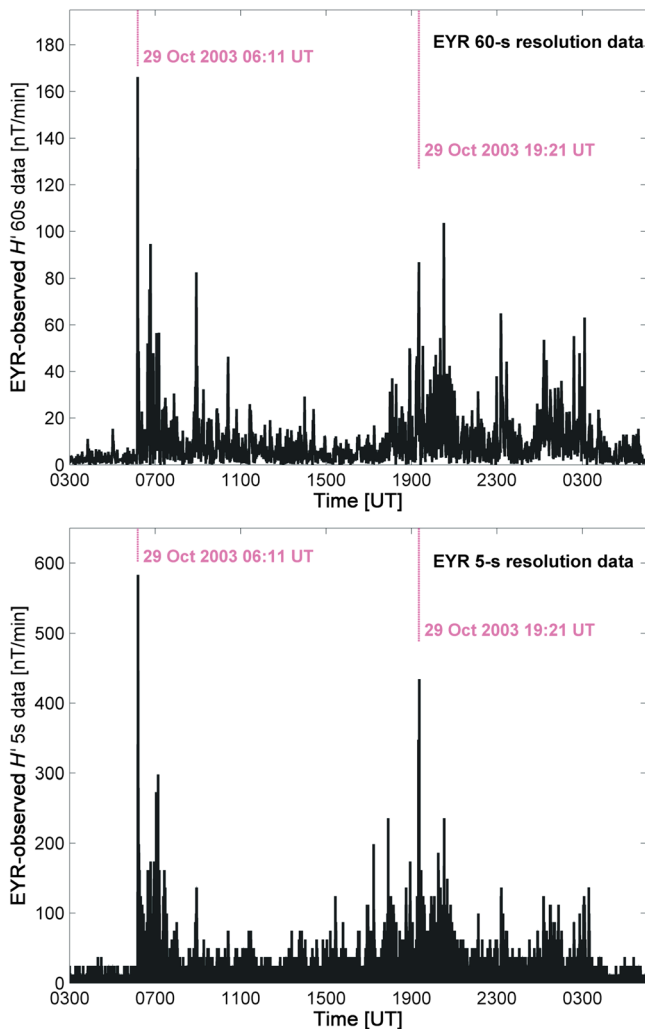 EYR-observed H' 60s data [nT/min]
180
160
140
120
100
80
60
40
20
0
29 Oct 2003 06:11 UT
EYR 60-s resolution data
29 Oct 2003 19:21 UT
0300 0700 1100 1500 1900 2300 0300
Time [UT]
EYR-observed H' 5s data [nT/min]
600
500
400
300
200
100
0
29 Oct 2003 06:11 UT
EYR 5-s resolution data
29 Oct 2003 19:21 UT
0300 0700 1100 1500 1900 2300 0300
Time [UT]